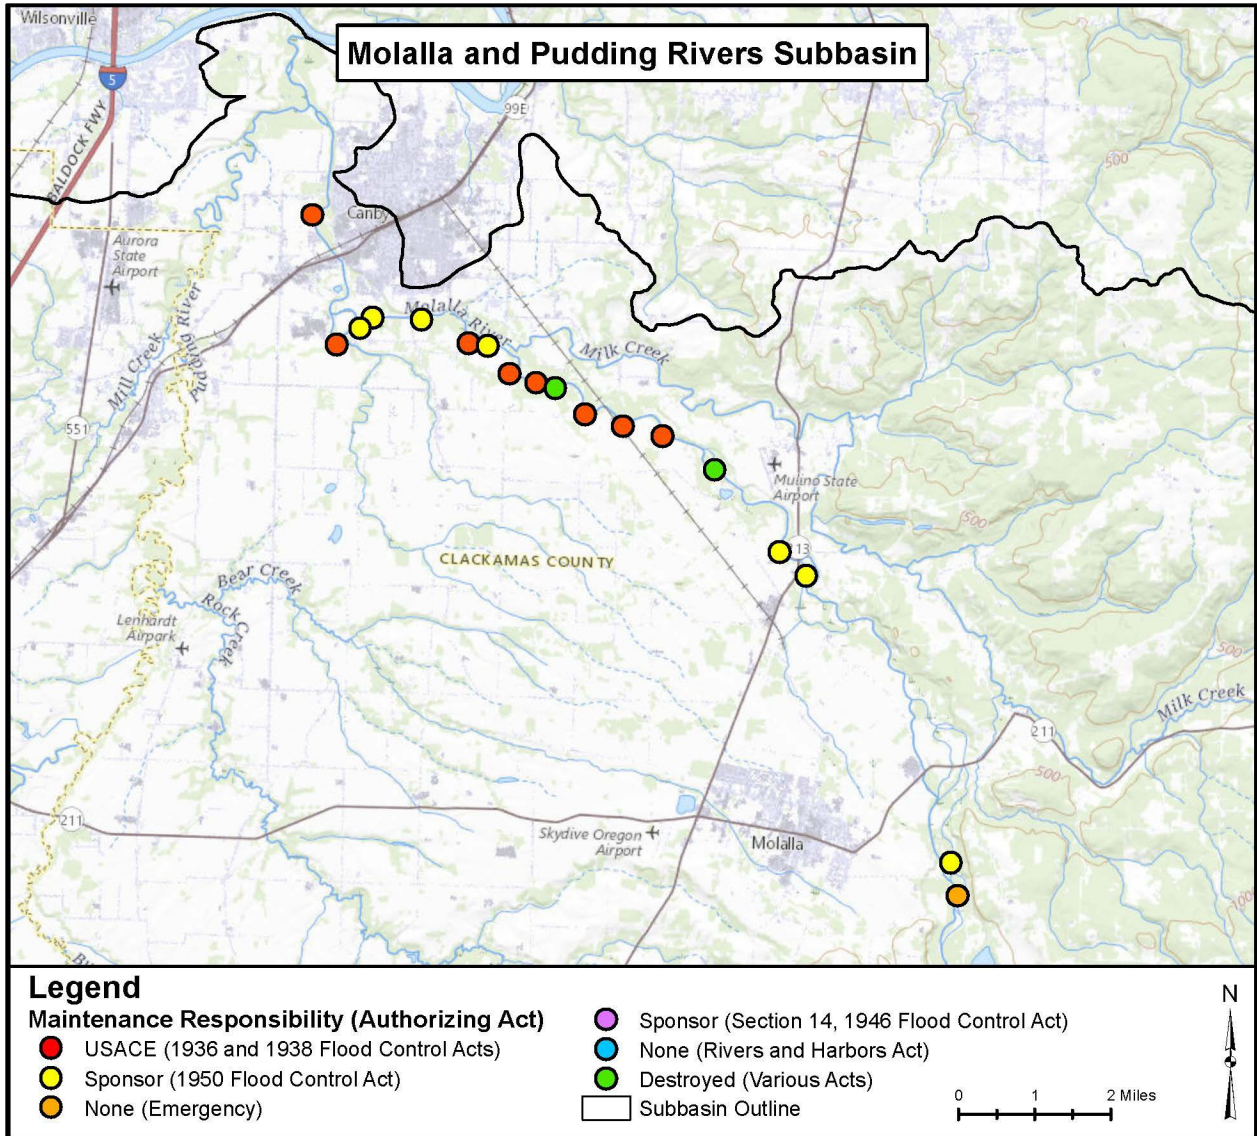 Molalla and Pudding Rivers Subbasin
Wilsonville
5
BALDOCK FWY
99E
500
Canby
Aurora
State
Airport
Pudding River
Molalla River
Milk Creek
Mill Creek
551
Mulino State
Airport
500
213
CLACKAMAS COUNTY
Bear Creek
Rock Creek
Lenhardt
Airpark
500
Milk Creek
211
500
211
Skydive Oregon
Airport
Molalla
Legend
Maintenance Responsibility (Authorizing Act)
USACE (1936 and 1938 Flood Control Acts)
Sponsor (1950 Flood Control Act)
None (Emergency)
Sponsor (Section 14, 1946 Flood Control Act)
None (Rivers and Harbors Act)
Destroyed (Various Acts)
Subbasin Outline
0 1 2 Miles
N